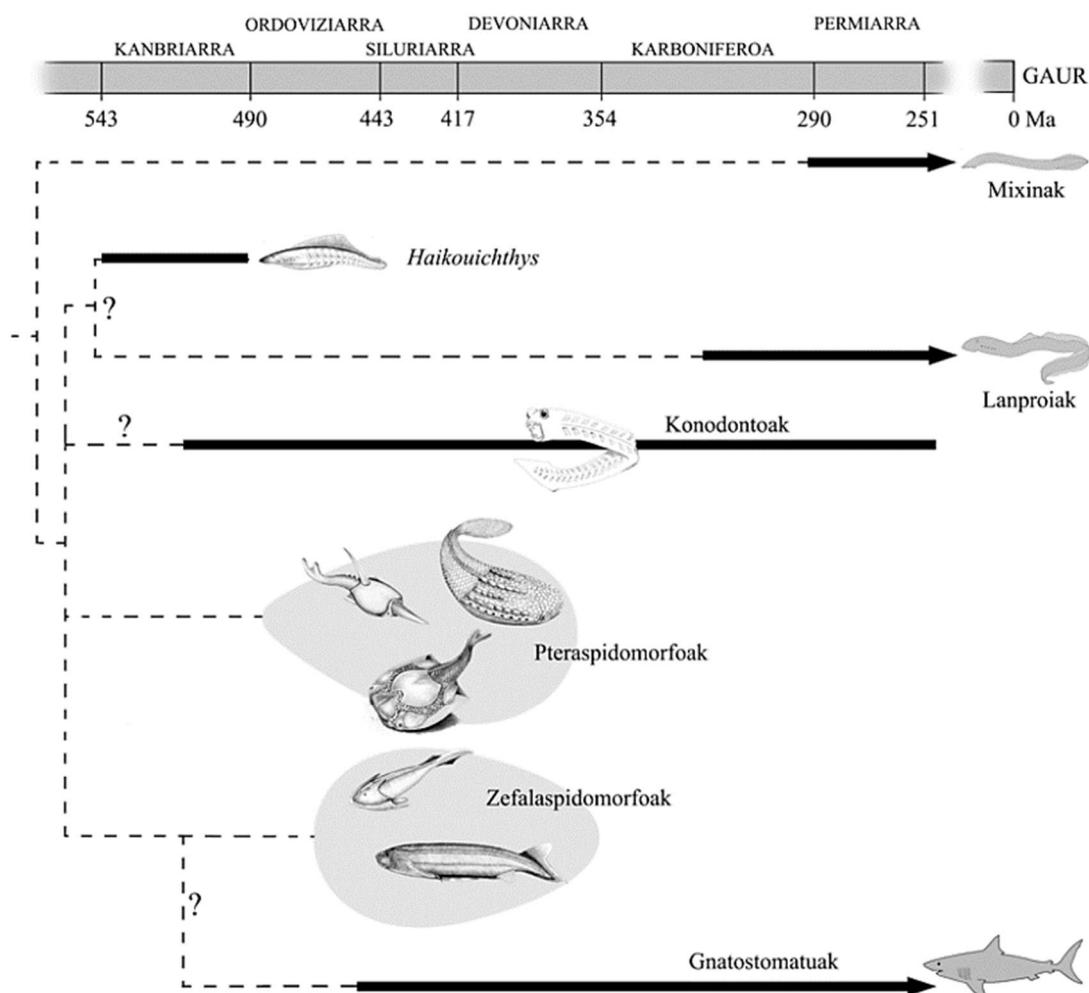 ORDOVIZIARRA DEVONIARRA PERMIARRA
KANBRIARRA SILURIARRA KARBONIFEROA
GAUR
543 490 443 417 354 290 251 0 Ma
Mixinak
Haikouichthys
?
Lanproiak
?
Konodontoak
Pteraspidomorfoak
Zefalaspidomorfoak
?
Gnatostomatuak